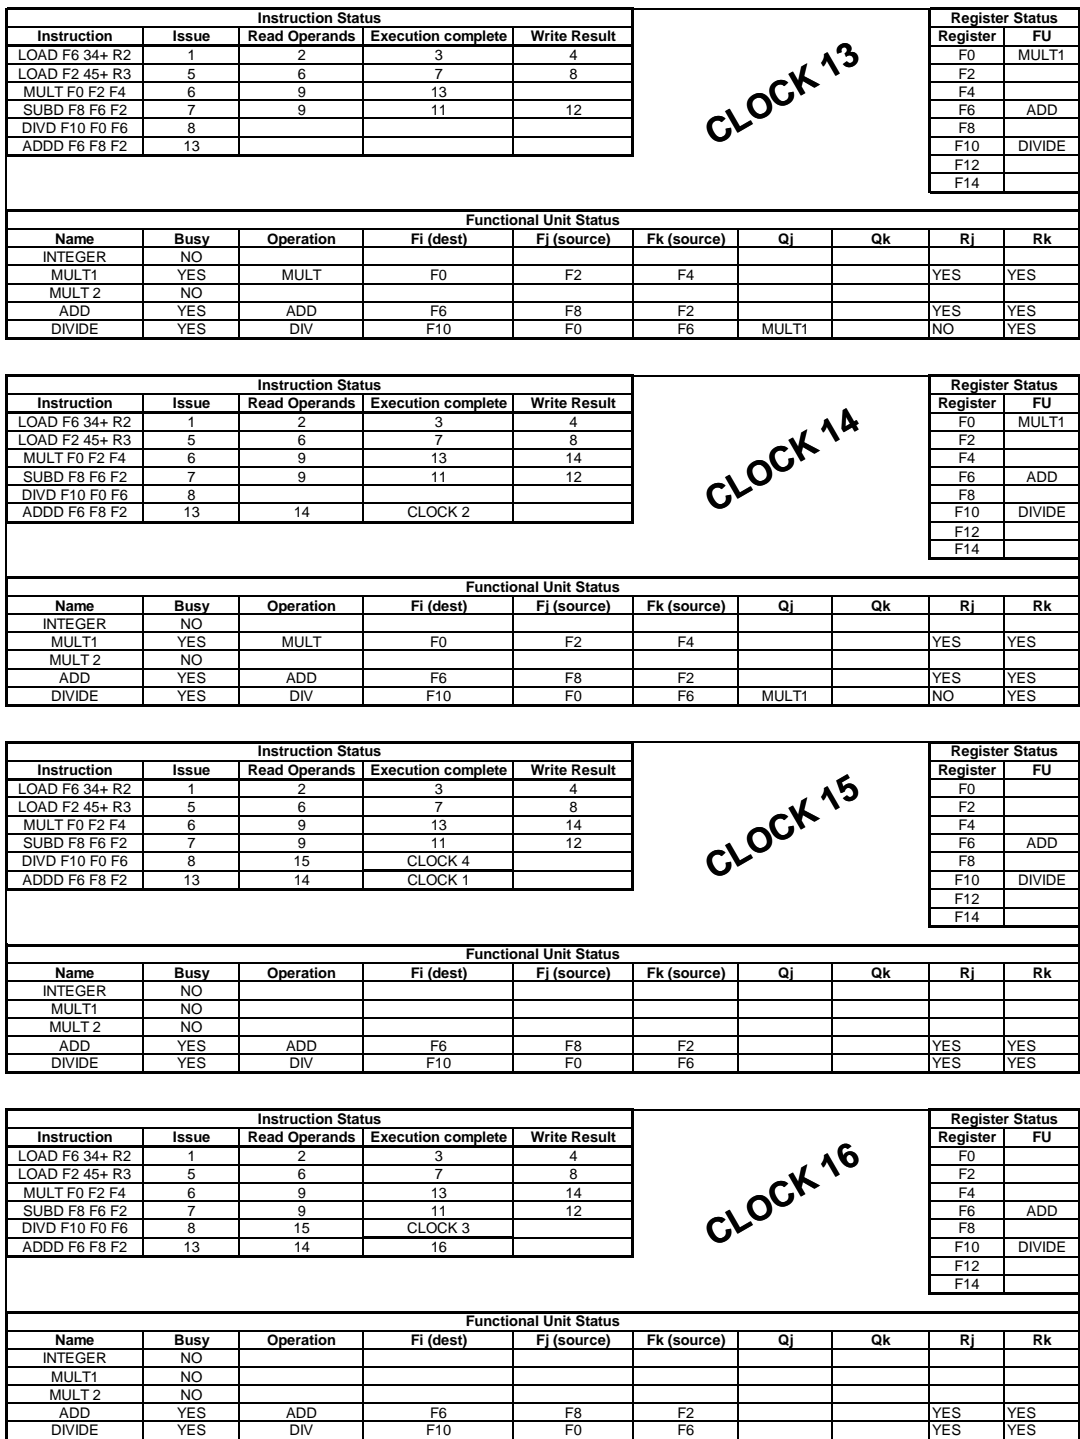 Instruction Status Register Status
Instruction Issue Read Operands Execution complete Write Result Register FU
LOAD F6 34+ R2 1 2 3 4 F0 MULT1
LOAD F2 45+ R3 5 6 7 8 F2
MULT F0 F2 F4 6 9 13 F4
SUBD F8 F6 F2 7 9 11 12 F6 ADD
DIVD F10 F0 F6 8 F8
ADDD F6 F8 F2 13 F10 DIVIDE
F12
F14
CLOCK 13
Functional Unit Status
Name Busy Operation Fi (dest) Fj (source) Fk (source) Qj Qk Rj Rk
INTEGER NO
MULT1 YES MULT F0 F2 F4 YES YES
MULT 2 NO
ADD YES ADD F6 F8 F2 YES YES
DIVIDE YES DIV F10 F0 F6 MULT1 NO YES
Instruction Status Register Status
Instruction Issue Read Operands Execution complete Write Result Register FU
LOAD F6 34+ R2 1 2 3 4 F0 MULT1
LOAD F2 45+ R3 5 6 7 8 F2
MULT F0 F2 F4 6 9 13 14 F4
SUBD F8 F6 F2 7 9 11 12 F6 ADD
DIVD F10 F0 F6 8 F8
ADDD F6 F8 F2 13 14 CLOCK 2 F10 DIVIDE
F12
F14
CLOCK 14
Functional Unit Status
Name Busy Operation Fi (dest) Fj (source) Fk (source) Qj Qk Rj Rk
INTEGER NO
MULT1 YES MULT F0 F2 F4 YES YES
MULT 2 NO
ADD YES ADD F6 F8 F2 YES YES
DIVIDE YES DIV F10 F0 F6 MULT1 NO YES
Instruction Status Register Status
Instruction Issue Read Operands Execution complete Write Result Register FU
LOAD F6 34+ R2 1 2 3 4 F0
LOAD F2 45+ R3 5 6 7 8 F2
MULT F0 F2 F4 6 9 13 14 F4
SUBD F8 F6 F2 7 9 11 12 F6 ADD
DIVD F10 F0 F6 8 15 CLOCK 4 F8
ADDD F6 F8 F2 13 14 CLOCK 1 F10 DIVIDE
F12
F14
CLOCK 15
Functional Unit Status
Name Busy Operation Fi (dest) Fj (source) Fk (source) Qj Qk Rj Rk
INTEGER NO
MULT1 NO
MULT 2 NO
ADD YES ADD F6 F8 F2 YES YES
DIVIDE YES DIV F10 F0 F6 YES YES
Instruction Status Register Status
Instruction Issue Read Operands Execution complete Write Result Register FU
LOAD F6 34+ R2 1 2 3 4 F0
LOAD F2 45+ R3 5 6 7 8 F2
MULT F0 F2 F4 6 9 13 14 F4
SUBD F8 F6 F2 7 9 11 12 F6 ADD
DIVD F10 F0 F6 8 15 CLOCK 3 F8
ADDD F6 F8 F2 13 14 16 F10 DIVIDE
F12
F14
CLOCK 16
Functional Unit Status
Name Busy Operation Fi (dest) Fj (source) Fk (source) Qj Qk Rj Rk
INTEGER NO
MULT1 NO
MULT 2 NO
ADD YES ADD F6 F8 F2 YES YES
DIVIDE YES DIV F10 F0 F6 YES YES